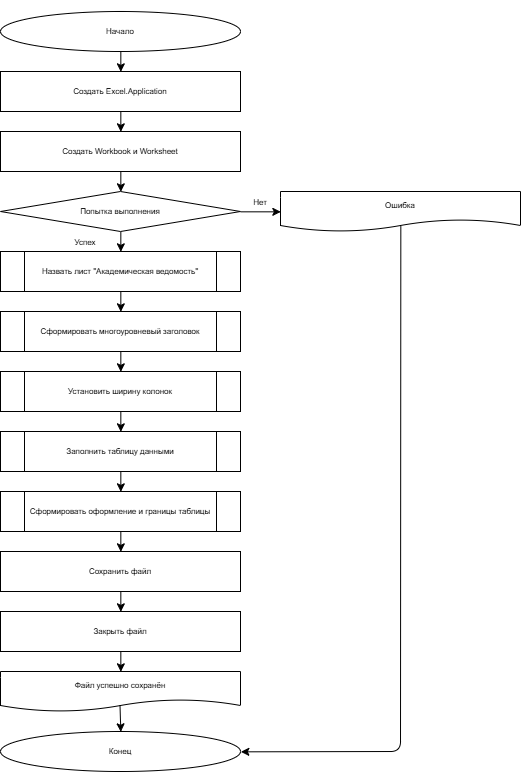 Начало
Создать Excel.Application
Создать Workbook и Worksheet
Попытка выполнения
Нет
Ошибка
Успех
Назвать лист "Академическая ведомость"
Сформировать многоуровневый заголовок
Установить ширину колонок
Заполнить таблицу данными
Сформировать оформление и границы таблицы
Сохранить файл
Закрыть файл
Файл успешно сохранён
Конец